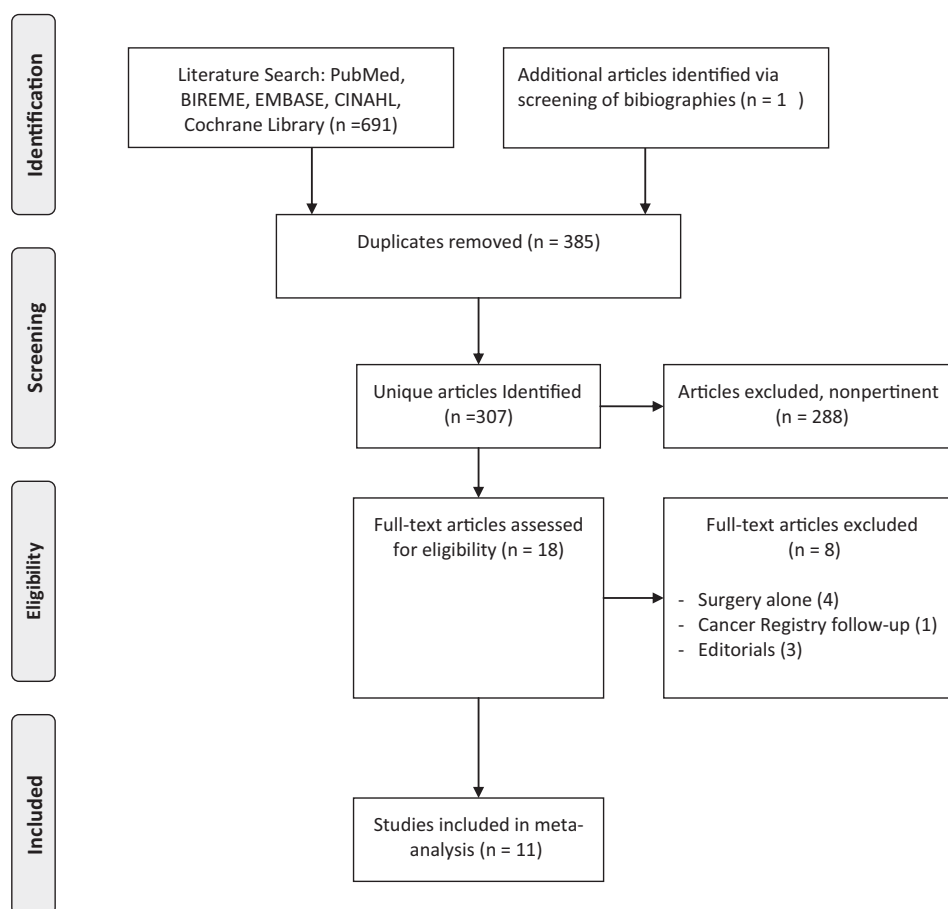 Identification
Literature Search: PubMed,
BIREME, EMBASE, CINAHL,
Cochrane Library (n =691)
Additional articles identified via
screening of bibiographies (n = 1  )
Duplicates removed (n = 385)
Screening
Unique articles Identified
(n =307)
Articles excluded, nonpertinent
(n = 288)
Eligibility
Full-text articles assessed
for eligibility (n = 18)
Full-text articles excluded
(n = 8)
- Surgery alone (4)
- Cancer Registry follow-up (1)
- Editorials (3)
Included
Studies included in meta-
analysis (n = 11)